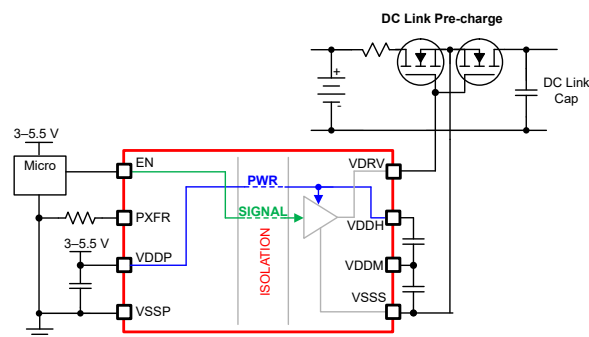 DC Link Pre-charge
+
-
DC Link
Cap
3–5.5 V
Micro
EN
VDRV
PWR
PXFR
SIGNAL
VDDH
3–5.5 V
VDDP
ISOLATION
VDDM
VSSP
VSSS